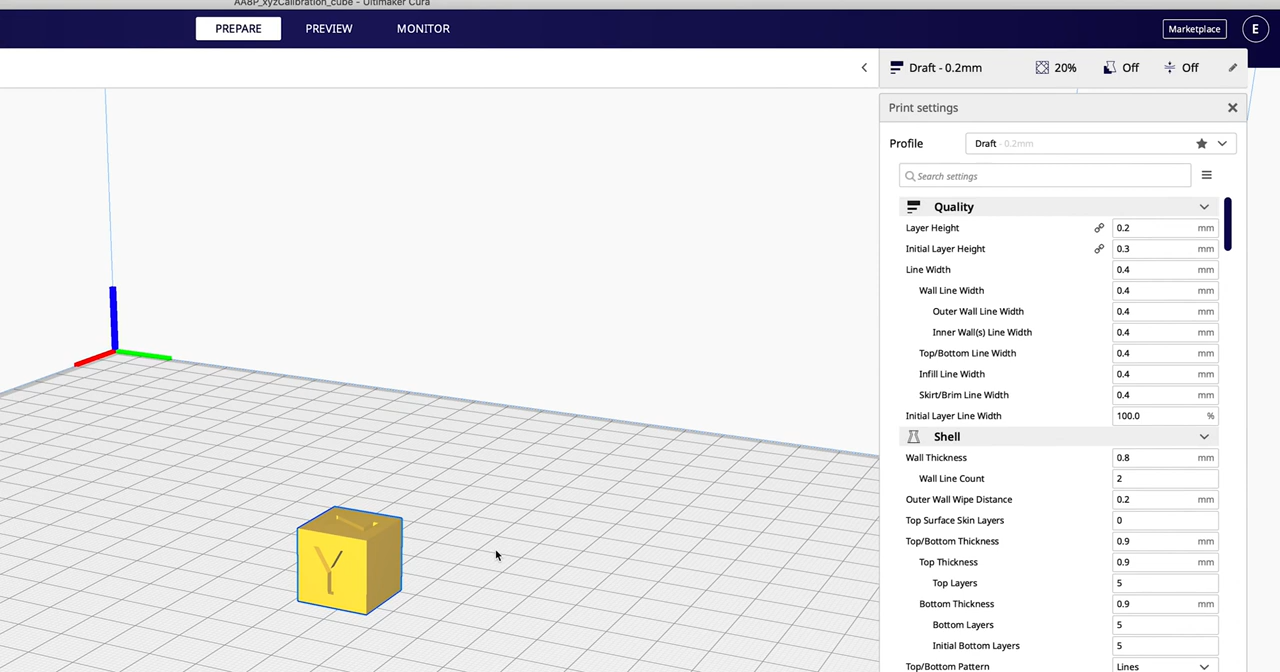 AA8P_xyzCalibration_cube - Ultimaker Cura
PREPARE PREVIEW MONITOR Marketplace E
Draft - 0.2mm 20% Off Off
Print settings
Profile Draft - 0.2mm
Search settings
Quality
Layer Height 0.2 mm
Initial Layer Height 0.3 mm
Line Width 0.4 mm
Wall Line Width 0.4 mm
Outer Wall Line Width 0.4 mm
Inner Wall(s) Line Width 0.4 mm
Top/Bottom Line Width 0.4 mm
Infill Line Width 0.4 mm
Skirt/Brim Line Width 0.4 mm
Initial Layer Line Width 100.0 %
Shell
Wall Thickness 0.8 mm
Wall Line Count 2
Outer Wall Wipe Distance 0.2 mm
Top Surface Skin Layers 0
Top/Bottom Thickness 0.9 mm
Top Thickness 0.9 mm
Top Layers 5
Bottom Thickness 0.9 mm
Bottom Layers 5
Initial Bottom Layers 5
Top/Bottom Pattern Lines
Y